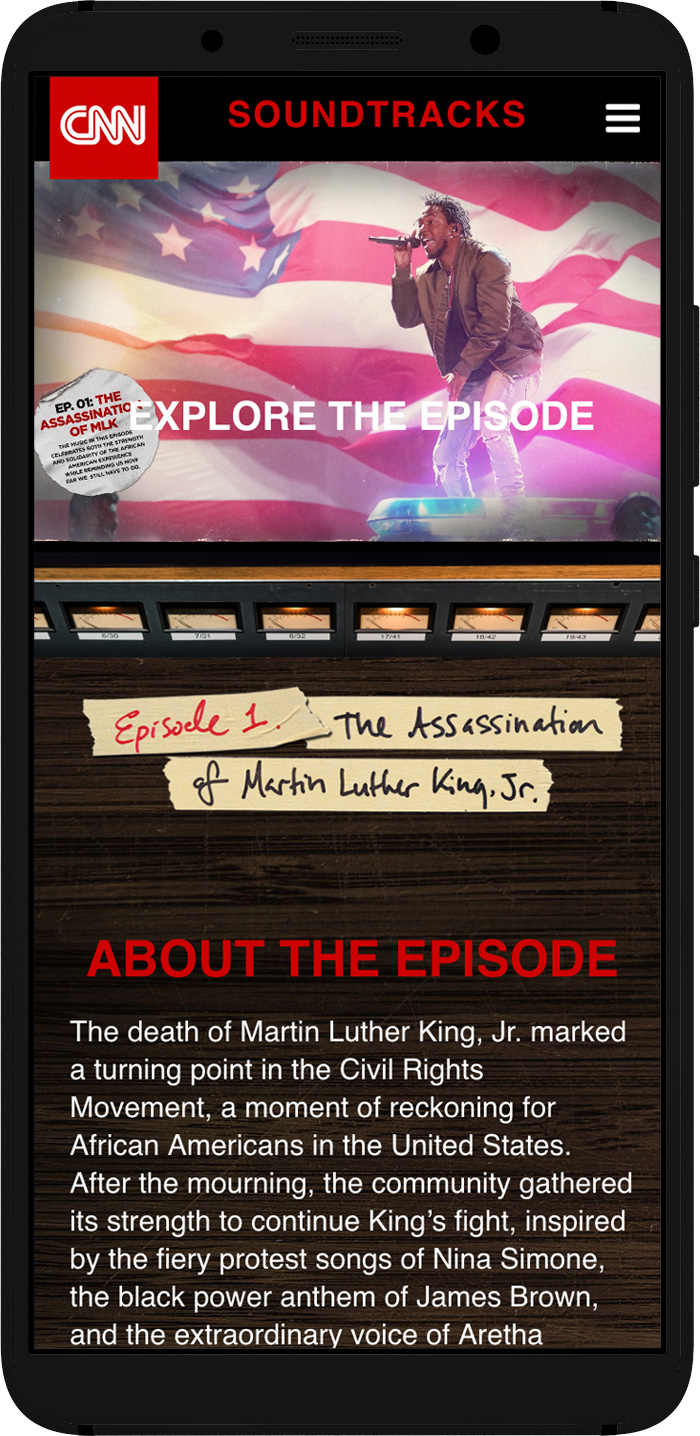 CNN
SOUNDTRACKS
EP. 01: THE
ASSASSINATIO
OF MLK
THE MUSIC IN THIS EPISODE
CELEBRATES BOTH THE STRENGTH
AND SOLIDARITY OF THE AFRICAN
AMERICAN EXPERIENCE
WHILE REMINDING US HOW
FAR WE STILL HAVE TO GO.
EXPLORE THE EPISODE
6/30 7/31 8/32 17/41 18/42 19/43
Episode 1. The Assassination
of Martin Luther King, Jr.
ABOUT THE EPISODE
The death of Martin Luther King, Jr. marked
a turning point in the Civil Rights
Movement, a moment of reckoning for
African Americans in the United States.
After the mourning, the community gathered
its strength to continue King’s fight, inspired
by the fiery protest songs of Nina Simone,
the black power anthem of James Brown,
and the extraordinary voice of Aretha